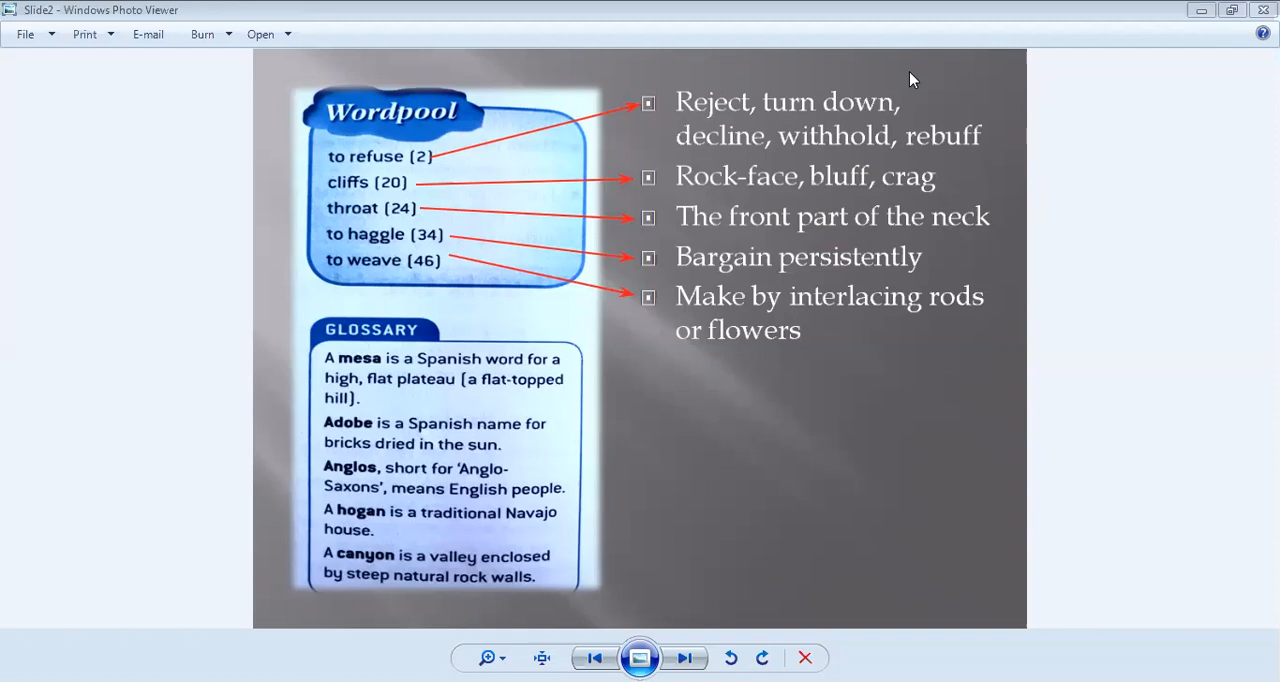 Slide2 - Windows Photo Viewer
File Print E-mail Burn Open
Wordpool
to refuse (2)
cliffs (20)
throat (24)
to haggle (34)
to weave (46)
Reject, turn down,
decline, withhold, rebuff
Rock-face, bluff, crag
The front part of the neck
Bargain persistently
Make by interlacing rods
or flowers
GLOSSARY
A mesa is a Spanish word for a
high, flat plateau (a flat-topped
hill).
Adobe is a Spanish name for
bricks dried in the sun.
Anglos, short for ‘Anglo-
Saxons’, means English people.
A hogan is a traditional Navajo
house.
A canyon is a valley enclosed
by steep natural rock walls.